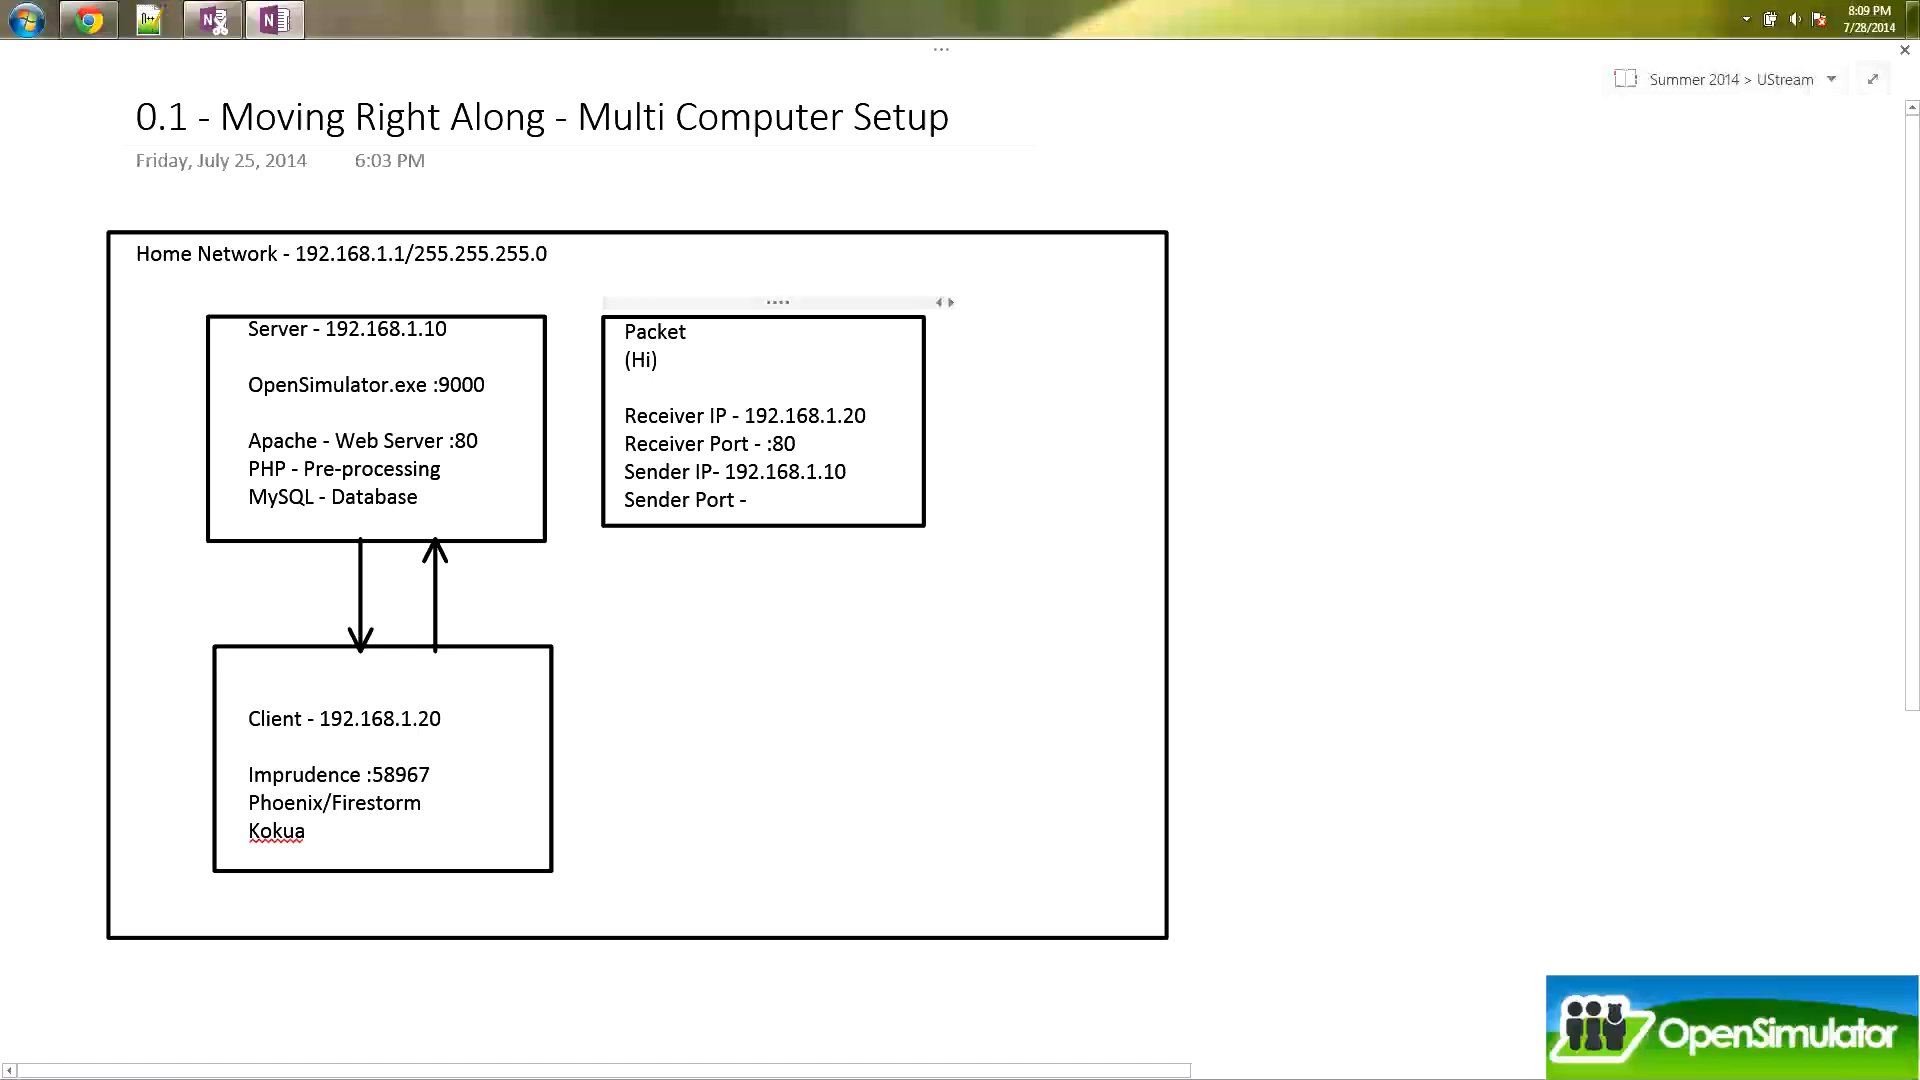 8:09 PM
7/28/2014
Summer 2014 > UStream
0.1 - Moving Right Along - Multi Computer Setup
Friday, July 25, 2014 6:03 PM
Home Network - 192.168.1.1/255.255.255.0
Server - 192.168.1.10
OpenSimulator.exe :9000
Apache - Web Server :80
PHP - Pre-processing
MySQL - Database
Packet
(Hi)
Receiver IP - 192.168.1.20
Receiver Port - :80
Sender IP- 192.168.1.10
Sender Port -
Client - 192.168.1.20
Imprudence :58967
Phoenix/Firestorm
Kokua
OpenSimulator